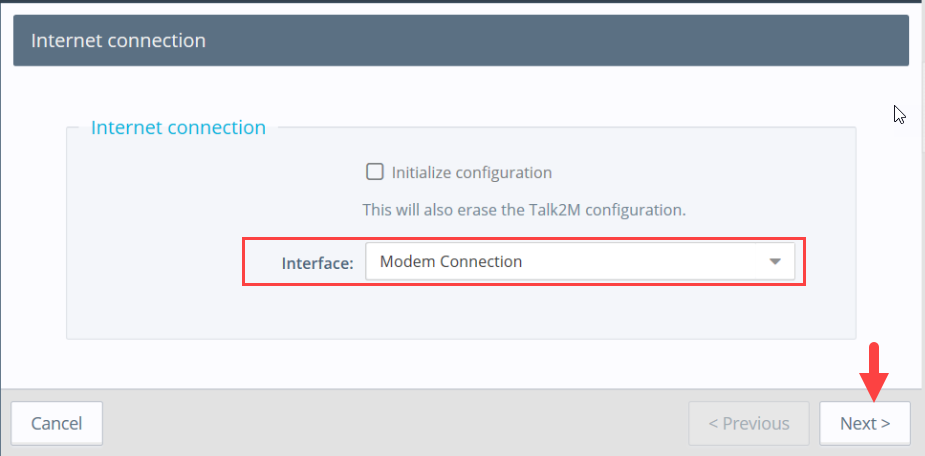 Internet connection
Internet connection
Initialize configuration
This will also erase the Talk2M configuration.
Interface: Modem Connection
Cancel < Previous Next >